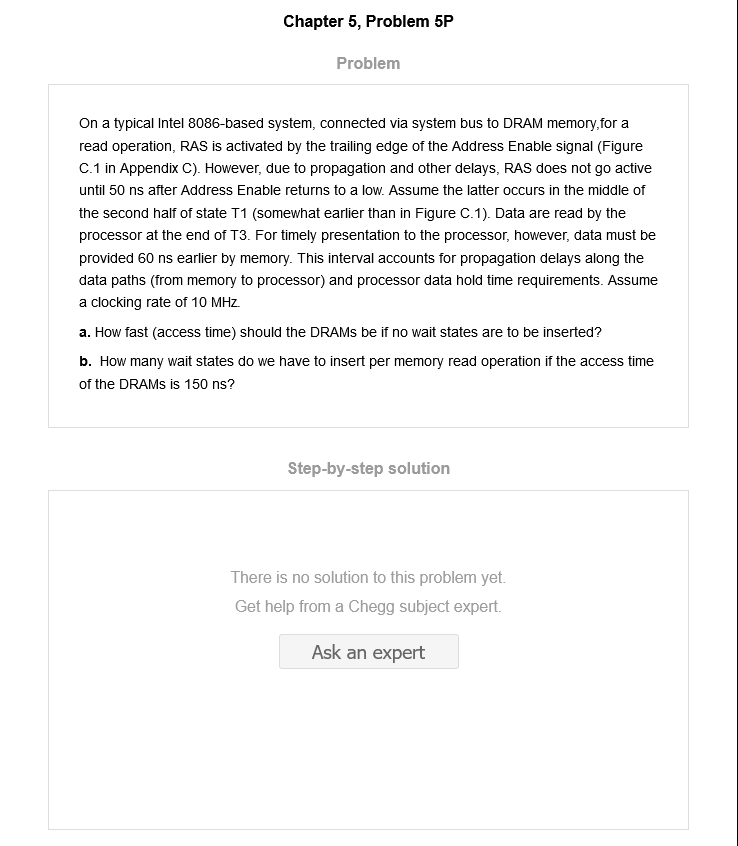 Chapter 5, Problem 5P
Problem
On a typical Intel 8086-based system, connected via system bus to DRAM memory,for a
read operation, RAS is activated by the trailing edge of the Address Enable signal (Figure
C.1 in Appendix C). However, due to propagation and other delays, RAS does not go active
until 50 ns after Address Enable returns to a low. Assume the latter occurs in the middle of
the second half of state T1 (somewhat earlier than in Figure C.1). Data are read by the
processor at the end of T3. For timely presentation to the processor, however, data must be
provided 60 ns earlier by memory. This interval accounts for propagation delays along the
data paths (from memory to processor) and processor data hold time requirements. Assume
a clocking rate of 10 MHz.
a. How fast (access time) should the DRAMs be if no wait states are to be inserted?
b. How many wait states do we have to insert per memory read operation if the access time
of the DRAMs is 150 ns?
Step-by-step solution
There is no solution to this problem yet.
Get help from a Chegg subject expert.
Ask an expert